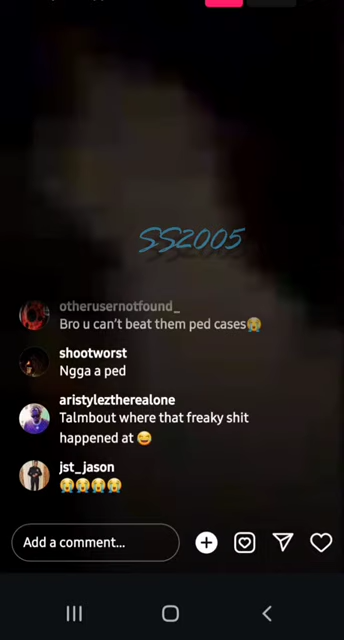 SS2005
otherusernotfound_
Bro u can't beat them ped cases😭
shootworst
Ngga a ped
aristyleztherealone
Talmbout where that freaky shit
happened at 😂
jst_jason
😭😭😭😭
Add a comment...